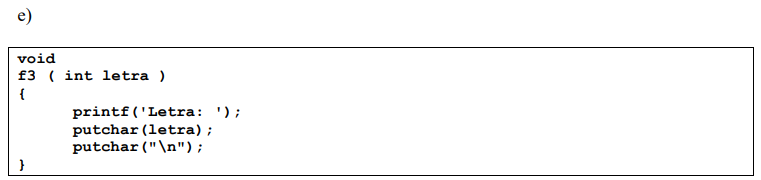 e)
void
f3 ( int letra )
{
printf('Letra: ');
putchar(letra);
putchar("\n");
}